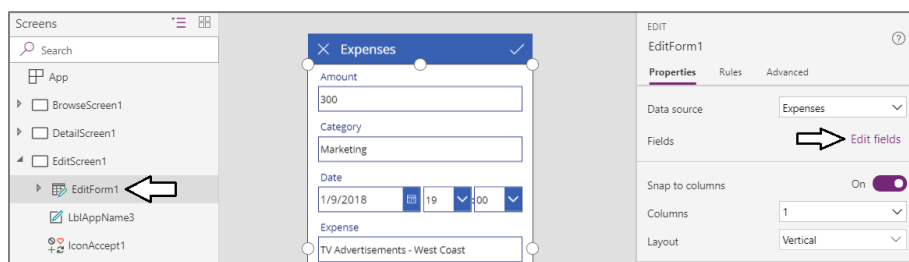 Screens
Search
App
BrowseScreen1
DetailScreen1
EditScreen1
EditForm1
LblAppName3
IconAccept1
Expenses
Amount
300
Category
Marketing
Date
1/9/2018 19 : 00
Expense
TV Advertisements - West Coast
EDIT
EditForm1
?
Properties Rules Advanced
Data source Expenses
Fields Edit fields
Snap to columns On
Columns 1
Layout Vertical